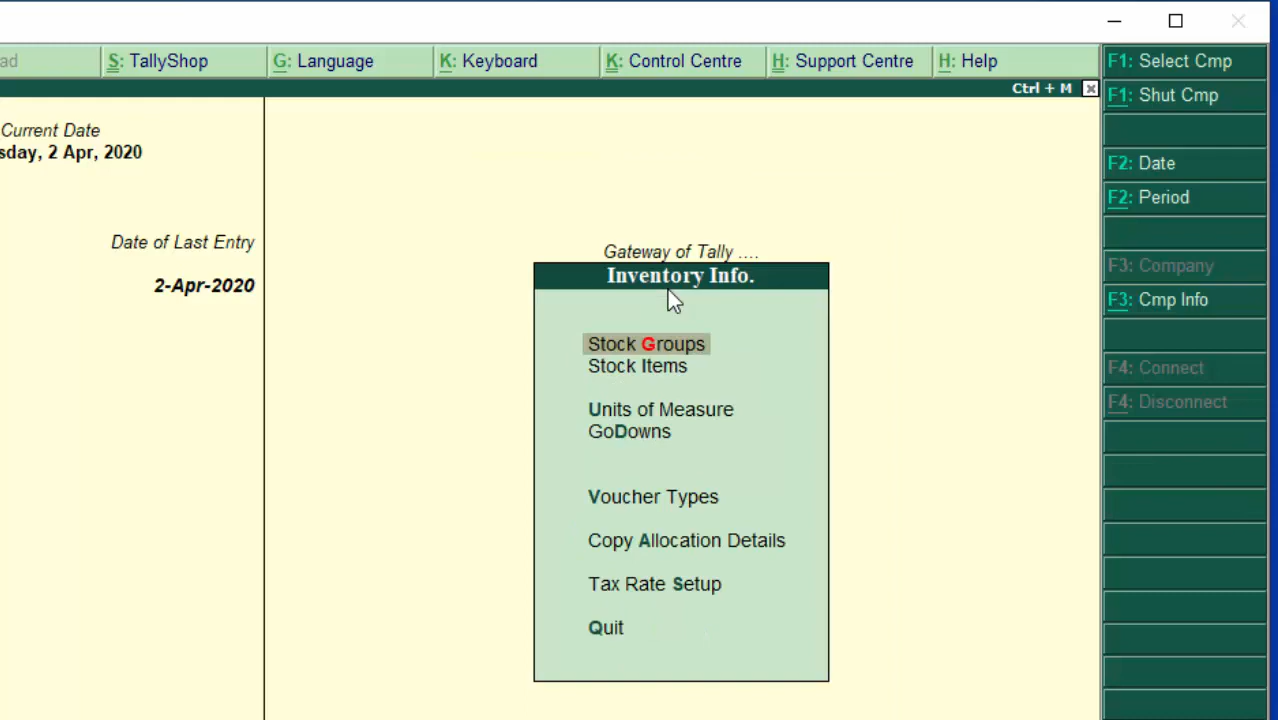 ad
S: TallyShop
G: Language
K: Keyboard
K: Control Centre
H: Support Centre
H: Help
Ctrl + M
Current Date
sday, 2 Apr, 2020
Date of Last Entry
2-Apr-2020
Gateway of Tally ....
Inventory Info.
Stock Groups
Stock Items
Units of Measure
GoDowns
Voucher Types
Copy Allocation Details
Tax Rate Setup
Quit
F1: Select Cmp
F1: Shut Cmp
F2: Date
F2: Period
F3: Company
F3: Cmp Info
F4: Connect
F4: Disconnect